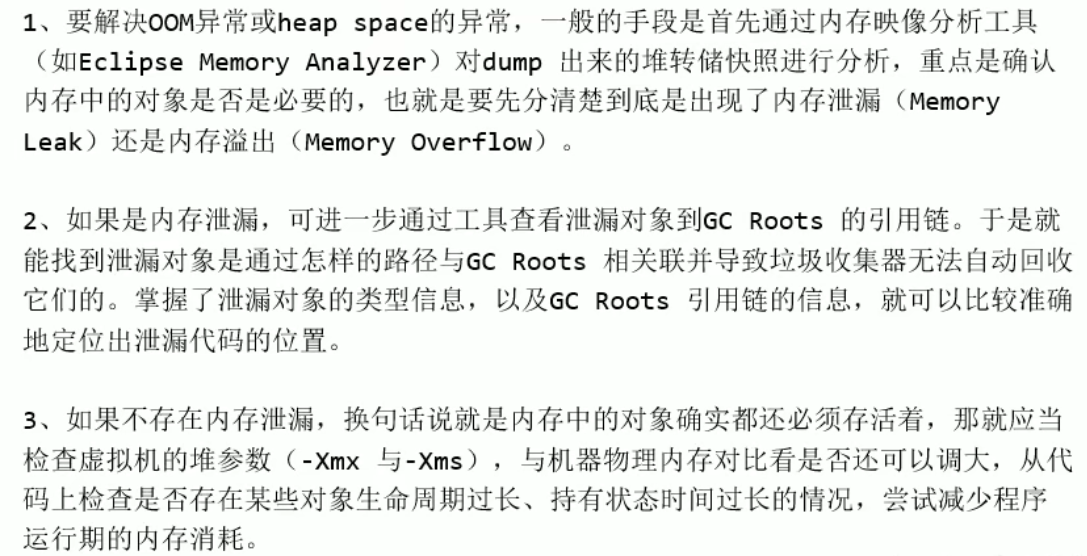 1、要解决OOM异常或heap space的异常，一般的手段是首先通过内存映像分析工具
（如Eclipse Memory Analyzer）对dump 出来的堆转储快照进行分析，重点是确认
内存中的对象是否是必要的，也就是要先分清楚到底是出现了内存泄漏（Memory
Leak）还是内存溢出（Memory Overflow）。
2、如果是内存泄漏，可进一步通过工具查看泄漏对象到GC Roots 的引用链。于是就
能找到泄漏对象是通过怎样的路径与GC Roots 相关联并导致垃圾收集器无法自动回收
它们的。掌握了泄漏对象的类型信息，以及GC Roots 引用链的信息，就可以比较准确
地定位出泄漏代码的位置。
3、如果不存在内存泄漏，换句话说就是内存中的对象确实都还必须存活着，那就应当
检查虚拟机的堆参数（-Xmx 与-Xms），与机器物理内存对比看是否还可以调大，从代
码上检查是否存在某些对象生命周期过长、持有状态时间过长的情况，尝试减少程序
运行期的内存消耗。